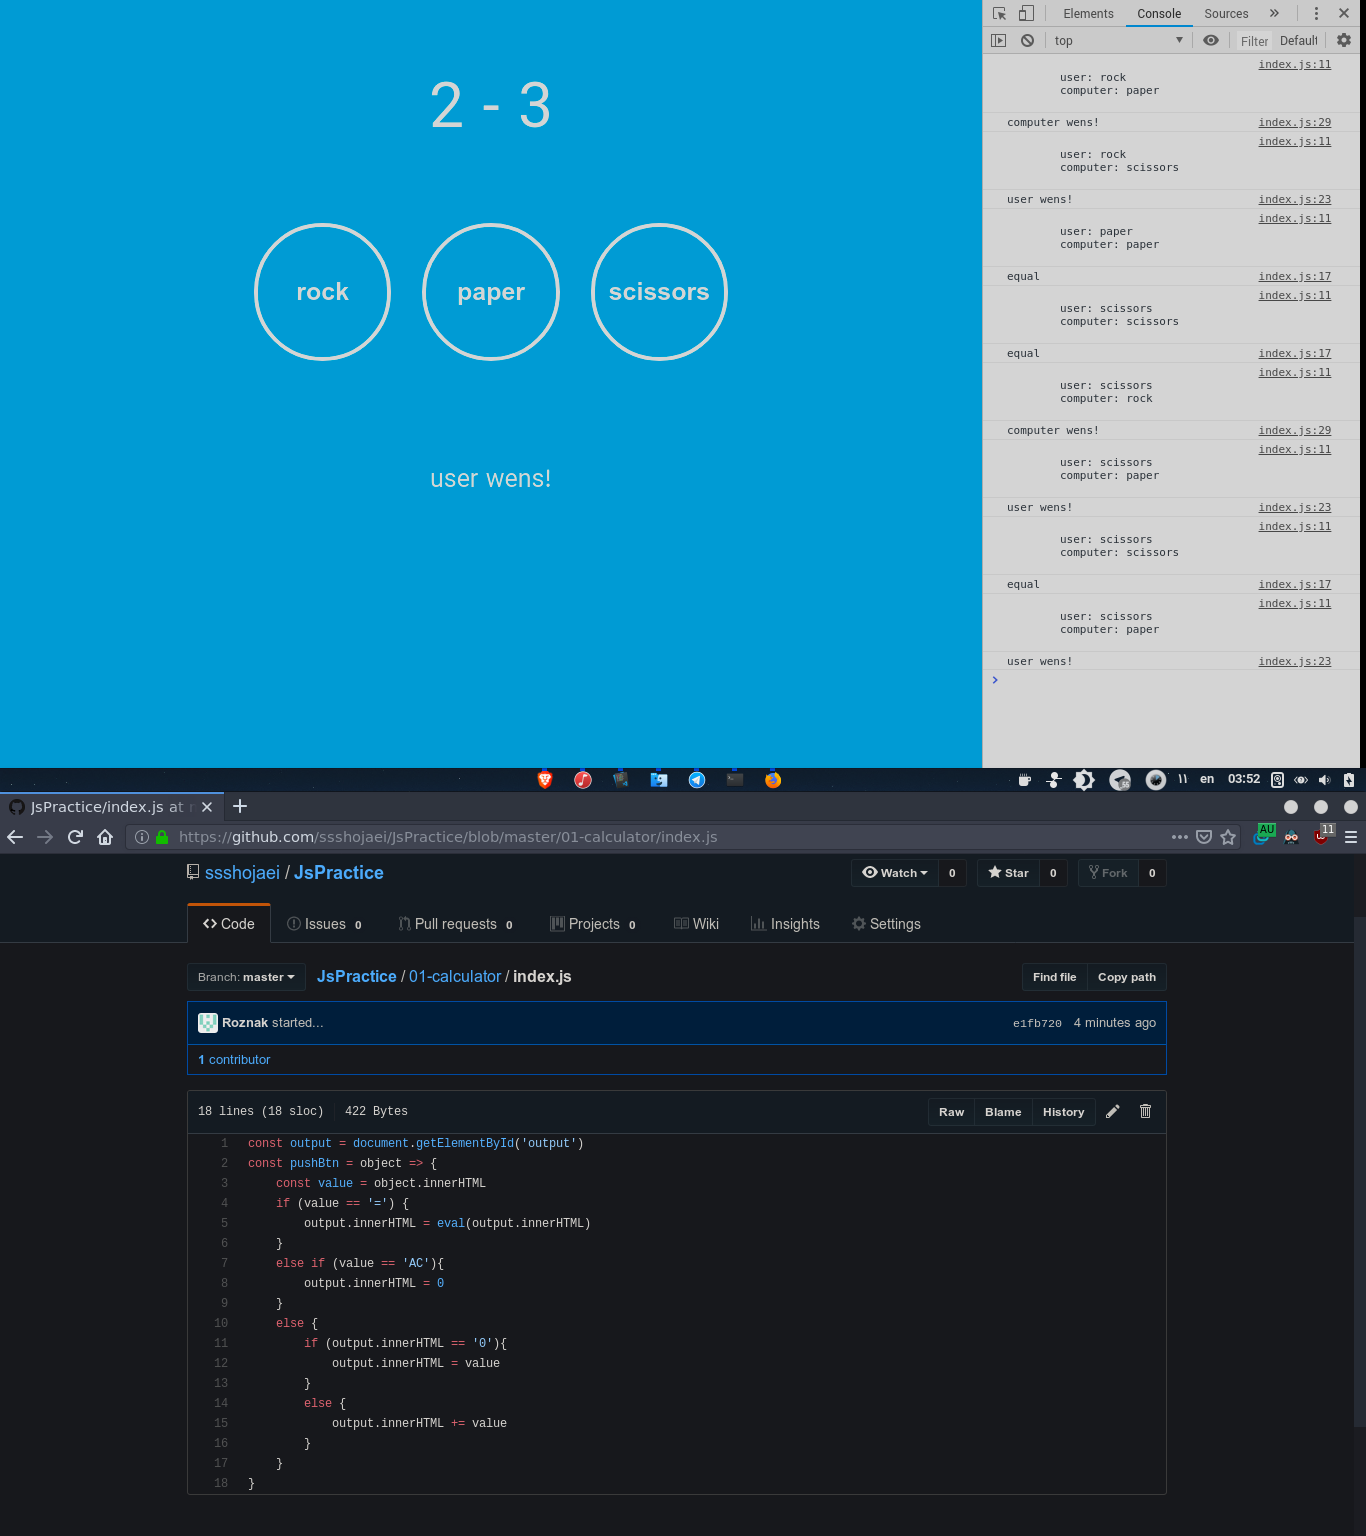 Elements Console Sources »
top Filter Default
2 - 3
rock paper scissors
user wens!
index.js:11
user: rock
computer: paper
computer wens! index.js:29
index.js:11
user: rock
computer: scissors
user wens! index.js:23
index.js:11
user: paper
computer: paper
equal index.js:17
index.js:11
user: scissors
computer: scissors
equal index.js:17
index.js:11
user: scissors
computer: rock
computer wens! index.js:29
index.js:11
user: scissors
computer: paper
user wens! index.js:23
index.js:11
user: scissors
computer: scissors
equal index.js:17
index.js:11
user: scissors
computer: paper
user wens! index.js:23
›
۱۱ en 03:52
JsPractice/index.js at
https://github.com/ssshojaei/JsPractice/blob/master/01-calculator/index.js AU 11
ssshojaei / JsPractice Watch 0 Star 0 Fork 0
Code Issues 0 Pull requests 0 Projects 0 Wiki Insights Settings
Branch: master JsPractice / 01-calculator / index.js Find file Copy path
Roznak started... e1fb720 4 minutes ago
1 contributor
18 lines (18 sloc) 422 Bytes Raw Blame History
1 const output = document.getElementById('output')
2 const pushBtn = object => {
3 const value = object.innerHTML
4 if (value == '=') {
5 output.innerHTML = eval(output.innerHTML)
6 }
7 else if (value == 'AC'){
8 output.innerHTML = 0
9 }
10 else {
11 if (output.innerHTML == '0'){
12 output.innerHTML = value
13 }
14 else {
15 output.innerHTML += value
16 }
17 }
18 }